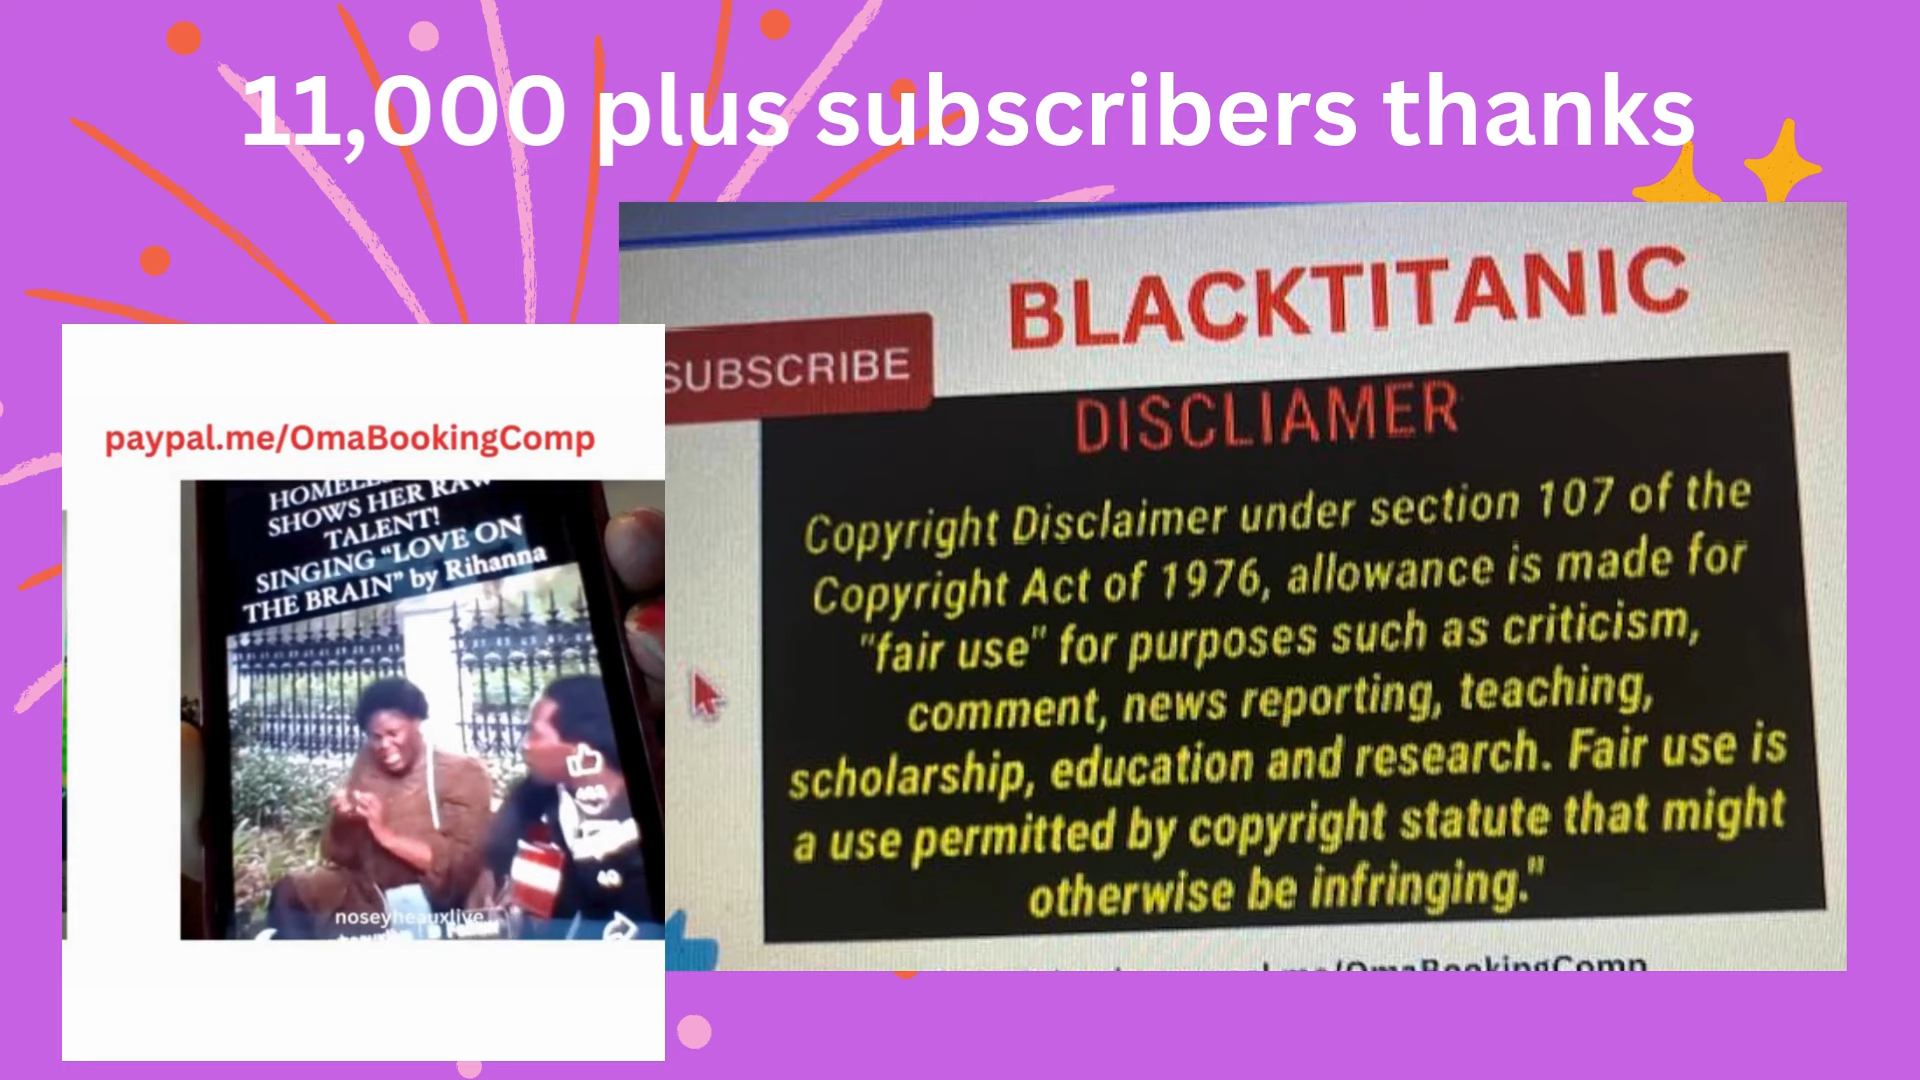 11,000 plus subscribers thanks
BLACKTITANIC
SUBSCRIBE
DISCLIAMER
Copyright Disclaimer under section 107 of the
Copyright Act of 1976, allowance is made for
"fair use" for purposes such as criticism,
comment, news reporting, teaching,
scholarship, education and research. Fair use is
a use permitted by copyright statute that might
otherwise be infringing."
paypal.me/OmaBookingComp
SHOWS HER RAW
TALENT!
SINGING “LOVE ON
THE BRAIN” by Rihanna
40
noseyheauxlive...